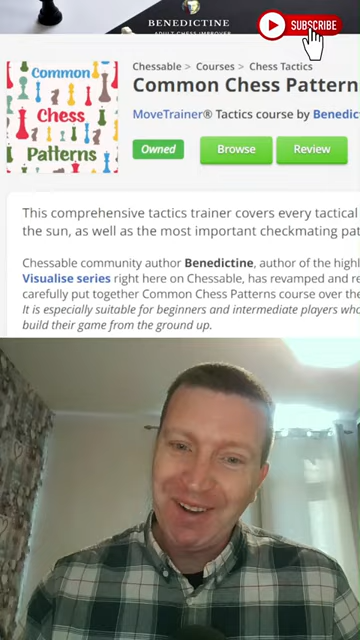 BENEDICTINE
ADULT CHESS IMPROVER
SUBSCRIBE
Common
Chess
Patterns
Chessable > Courses > Chess Tactics
Common Chess Pattern
MoveTrainer® Tactics course by Benedic
Owned
Browse
Review
This comprehensive tactics trainer covers every tactical
the sun, as well as the most important checkmating pat
Chessable community author Benedictine, author of the highl
Visualise series right here on Chessable, has revamped and re
carefully put together Common Chess Patterns course over the
It is especially suitable for beginners and intermediate players who
build their game from the ground up.